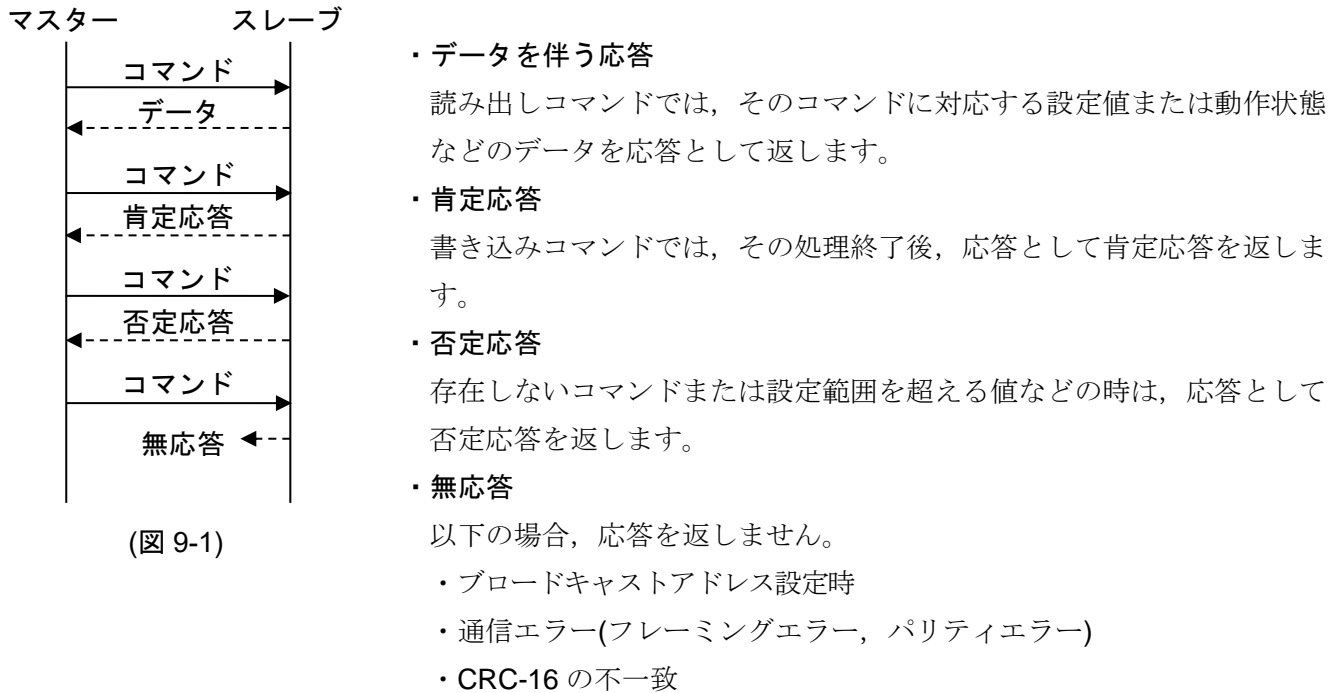 マスター スレーブ
コマンド
データ
コマンド
肯定応答
コマンド
否定応答
コマンド
無応答
(図 9-1)
・データを伴う応答
読み出しコマンドでは，そのコマンドに対応する設定値または動作状態
などのデータを応答として返します。
・肯定応答
書き込みコマンドでは，その処理終了後，応答として肯定応答を返しま
す。
・否定応答
存在しないコマンドまたは設定範囲を超える値などの時は，応答として
否定応答を返します。
・無応答
以下の場合，応答を返しません。
・ブロードキャストアドレス設定時
・通信エラー(フレーミングエラー，パリティエラー)
・CRC-16 の不一致